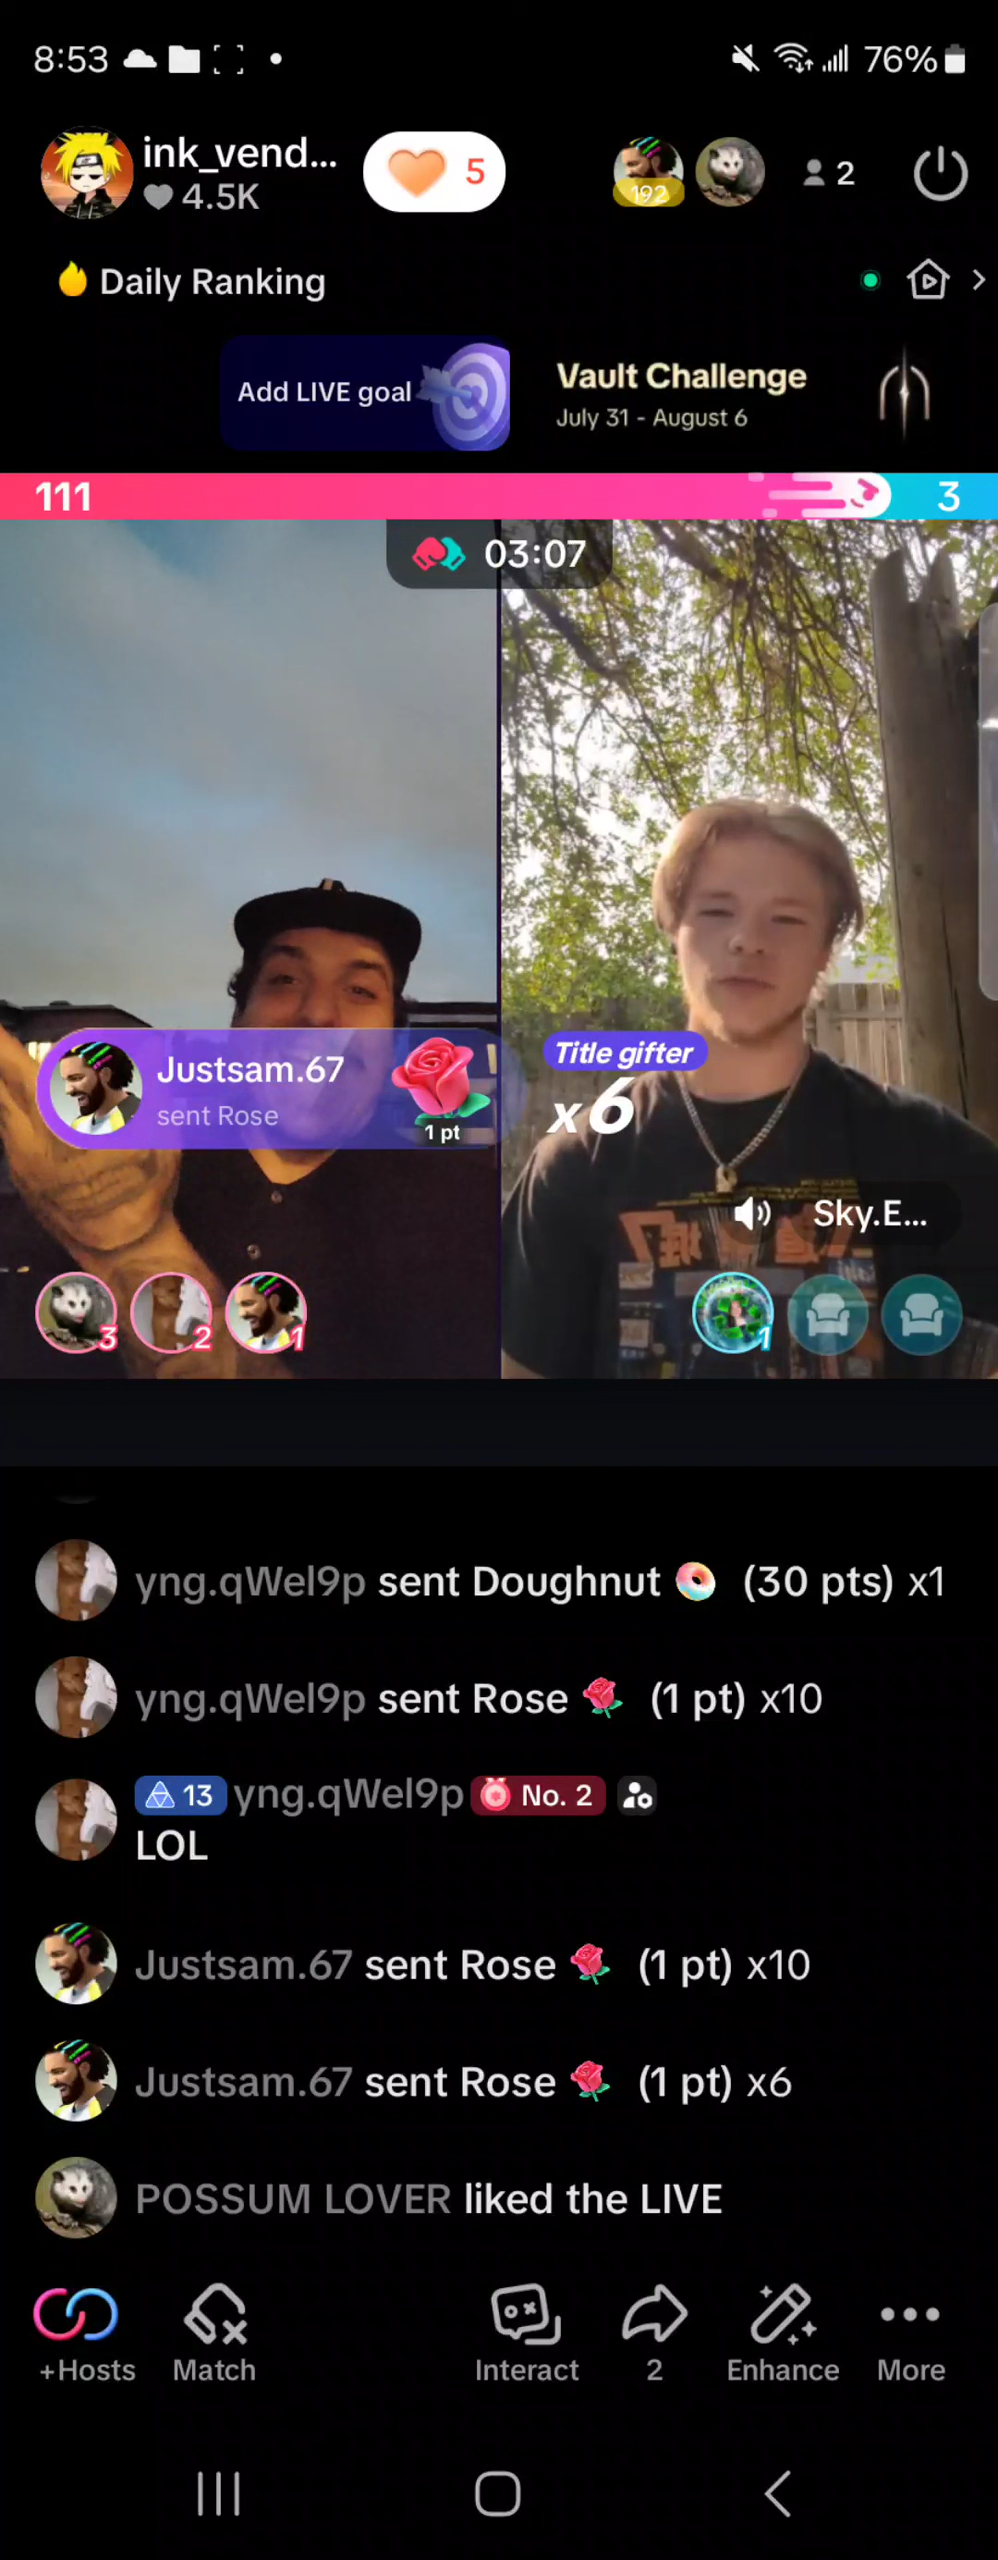 8:53
76%
ink_vend...
4.5K
5
192
2
Daily Ranking
Add LIVE goal
Vault Challenge
July 31 - August 6
111
3
03:07
Justsam.67
sent Rose
1 pt
Title gifter
x6
Sky.E...
3
2
1
1
yng.qWel9p sent Doughnut 🍩 (30 pts) x1
yng.qWel9p sent Rose 🌹 (1 pt) x10
13 yng.qWel9p No. 2
LOL
Justsam.67 sent Rose 🌹 (1 pt) x10
Justsam.67 sent Rose 🌹 (1 pt) x6
POSSUM LOVER liked the LIVE
+Hosts
Match
Interact
2
Enhance
More